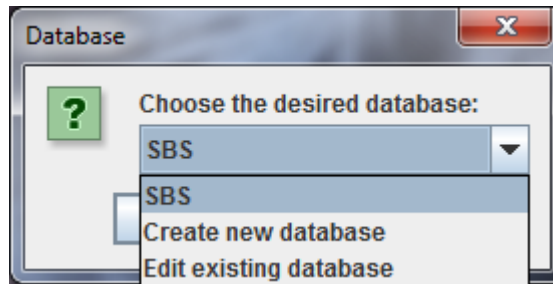 Database
Choose the desired database:
SBS
SBS
Create new database
Edit existing database